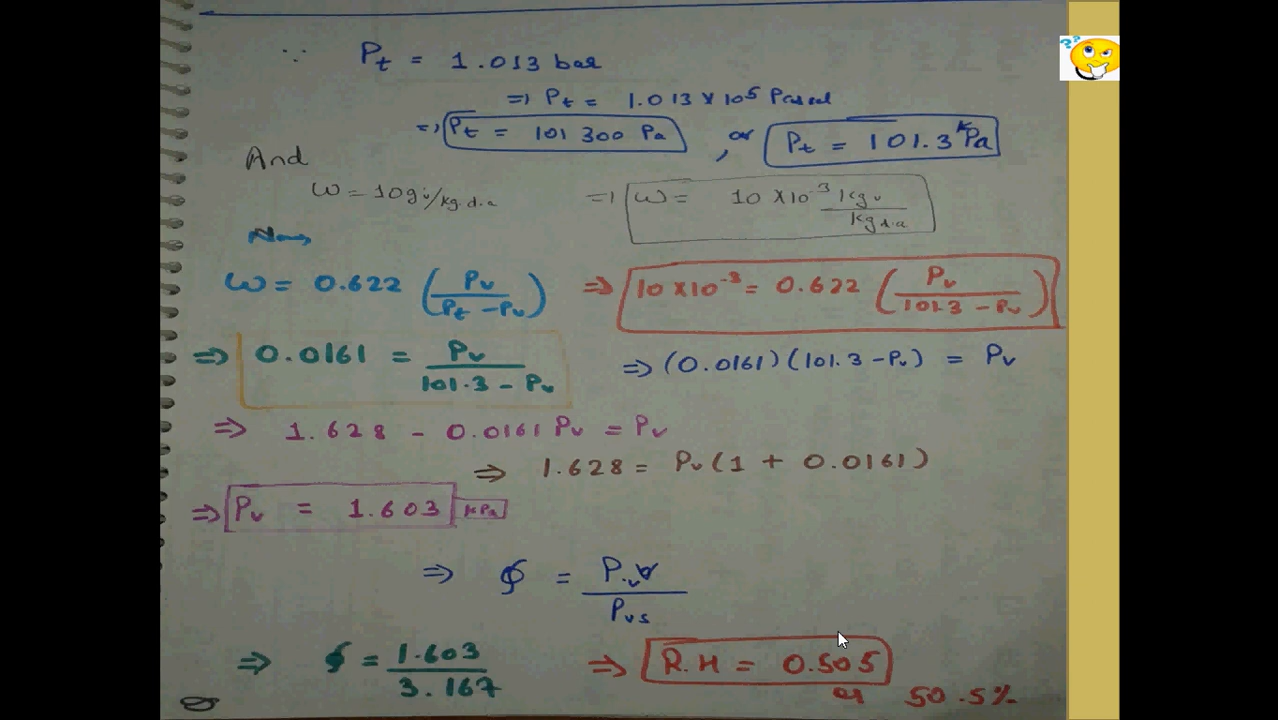 ∵ Pt = 1.013 bar
=> Pt = 1.013 × 10⁵ Pascal
=> Pt = 101 300 Pa , or Pt = 101.3 kPa
And
ω = 10 gv/kg.d.a => ω = 10 × 10⁻³ kgv/kg d.a
Now
ω = 0.622 (Pv/(Pt − Pv)) => 10 × 10⁻³ = 0.622 (Pv/(101.3 − Pv))
=> 0.0161 = Pv/(101.3 − Pv) => (0.0161)(101.3 − Pv) = Pv
=> 1.628 − 0.0161 Pv = Pv
=> 1.628 = Pv(1 + 0.0161)
=> Pv = 1.603 kPa
=> φ = Pv/Pvs
=> φ = 1.603/3.167 => R.H = 0.505
or 50.5%